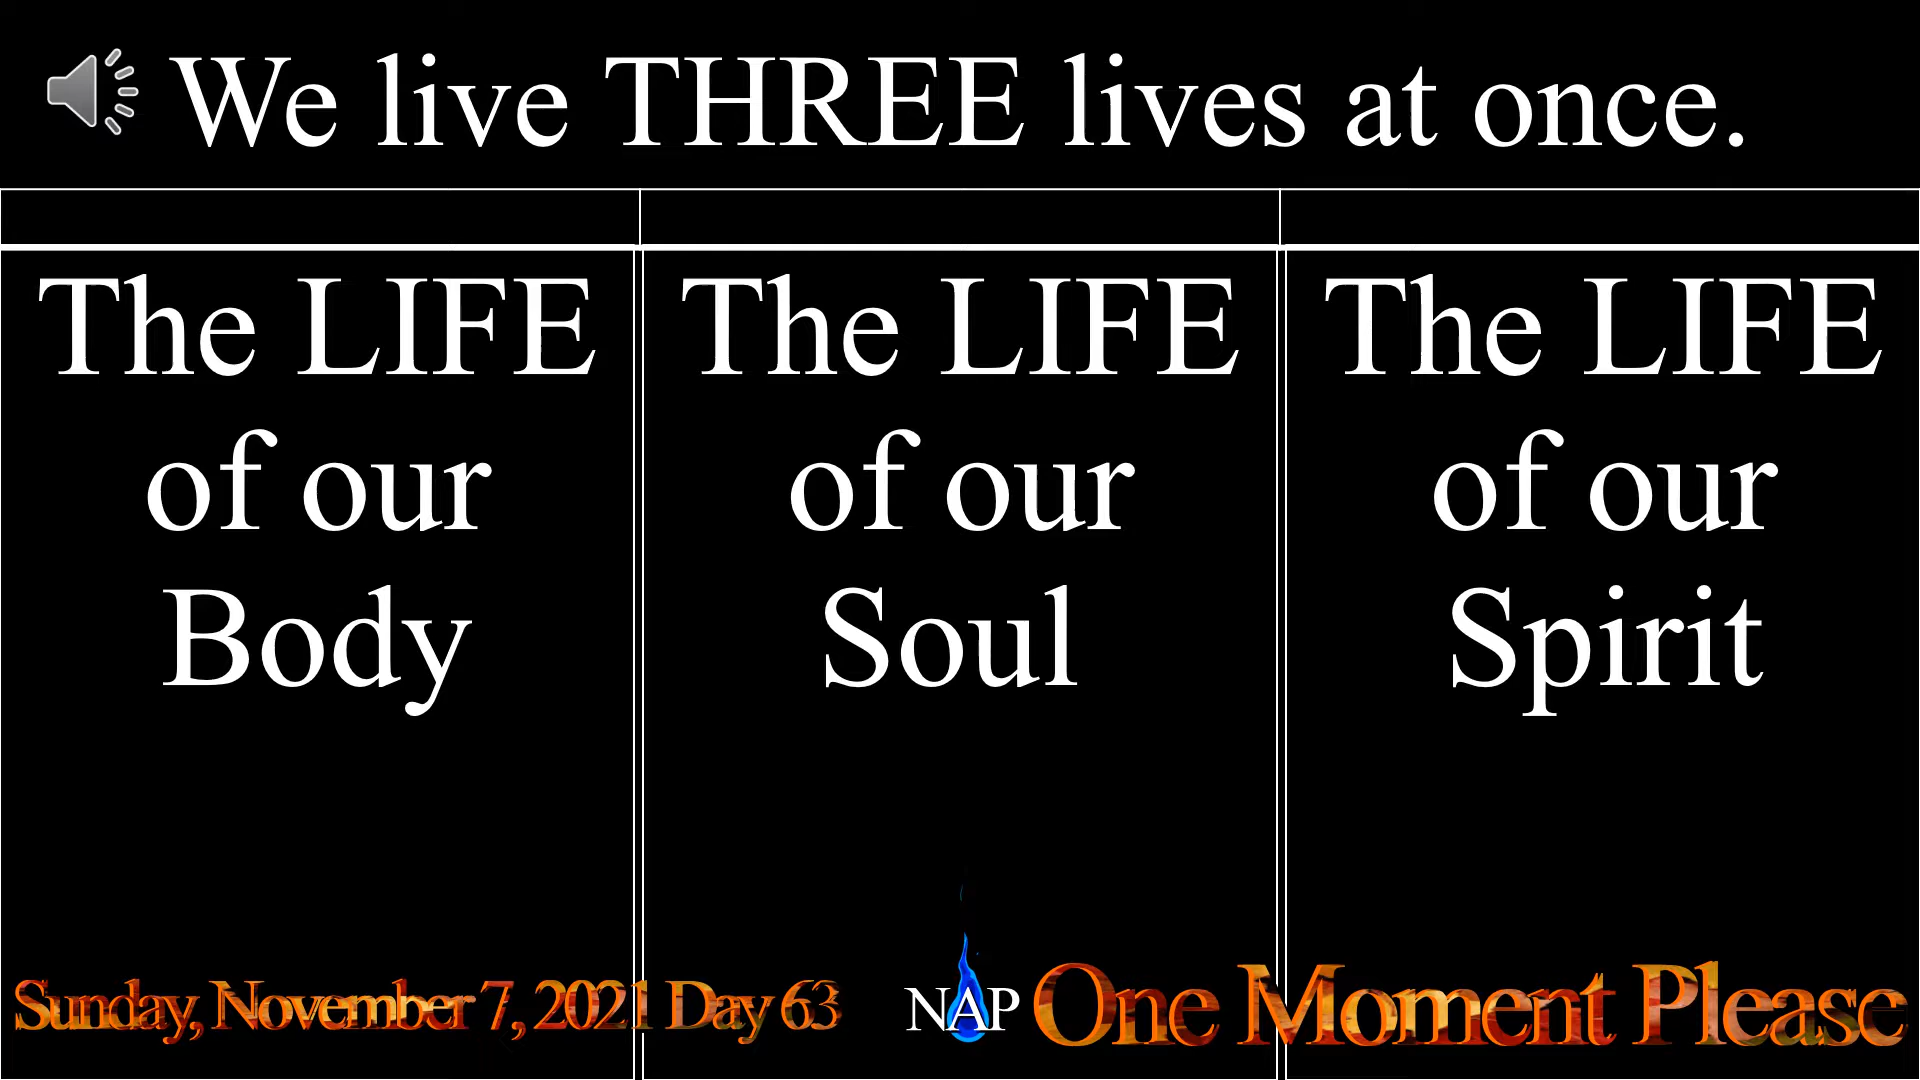 We live THREE lives at once.
The LIFE
of our
Body
The LIFE
of our
Soul
The LIFE
of our
Spirit
Sunday, November 7, 2021 Day 63
NAP
One Moment Please